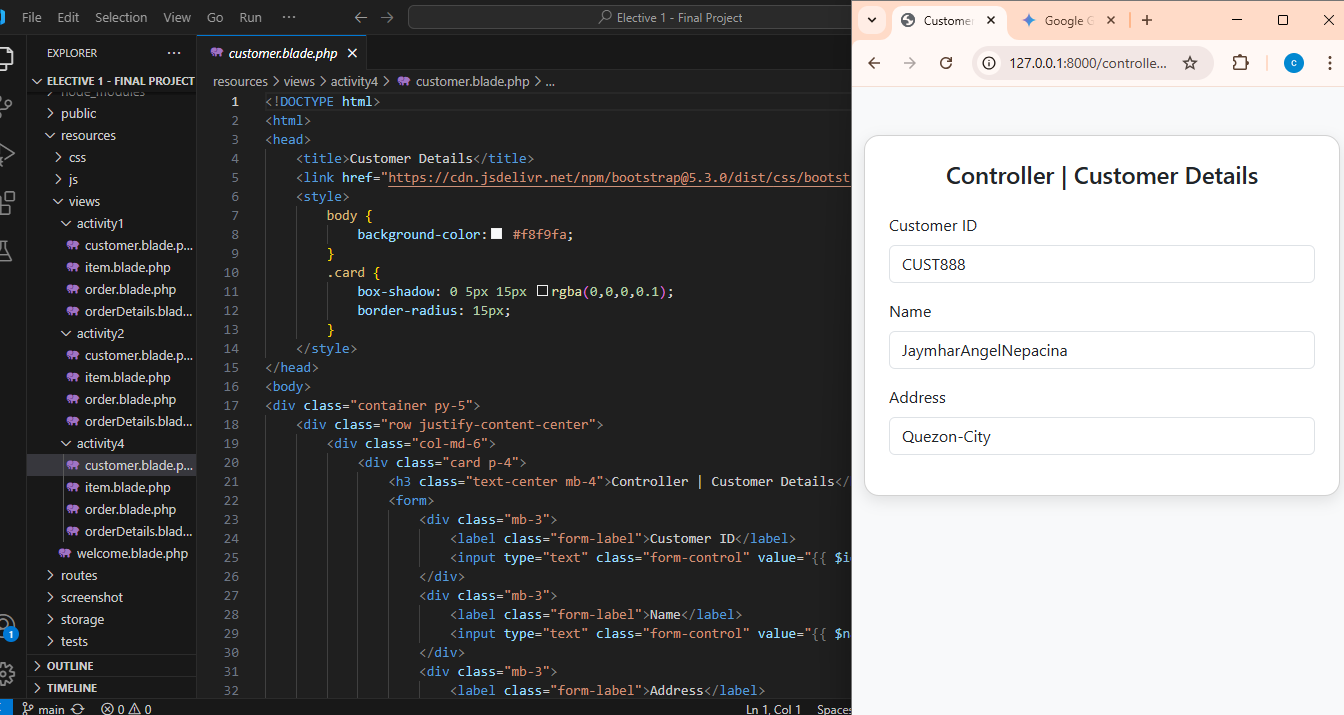 File Edit Selection View Go Run ··· Elective 1 - Final Project
EXPLORER ···
ELECTIVE 1 - FINAL PROJECT
node_modules
public
resources
css
js
views
activity1
customer.blade.p...
item.blade.php
order.blade.php
orderDetails.blad...
activity2
customer.blade.p...
item.blade.php
order.blade.php
orderDetails.blad...
activity4
customer.blade.p...
item.blade.php
order.blade.php
orderDetails.blad...
welcome.blade.php
routes
screenshot
storage
tests
OUTLINE
TIMELINE
1
main 0 0
customer.blade.php
resources > views > activity4 > customer.blade.php > ...
1 <!DOCTYPE html>
2 <html>
3 <head>
4 <title>Customer Details</title>
5 <link href="https://cdn.jsdelivr.net/npm/bootstrap@5.3.0/dist/css/bootst
6 <style>
7 body {
8 background-color: #f8f9fa;
9 }
10 .card {
11 box-shadow: 0 5px 15px rgba(0,0,0,0.1);
12 border-radius: 15px;
13 }
14 </style>
15 </head>
16 <body>
17 <div class="container py-5">
18 <div class="row justify-content-center">
19 <div class="col-md-6">
20 <div class="card p-4">
21 <h3 class="text-center mb-4">Controller | Customer Details</
22 <form>
23 <div class="mb-3">
24 <label class="form-label">Customer ID</label>
25 <input type="text" class="form-control" value="{{ $i
26 </div>
27 <div class="mb-3">
28 <label class="form-label">Name</label>
29 <input type="text" class="form-control" value="{{ $n
30 </div>
31 <div class="mb-3">
32 <label class="form-label">Address</label>
Ln 1, Col 1 Spaces
Customer Google G
127.0.0.1:8000/controlle... c
Controller | Customer Details
Customer ID
CUST888
Name
JaymharAngelNepacina
Address
Quezon-City